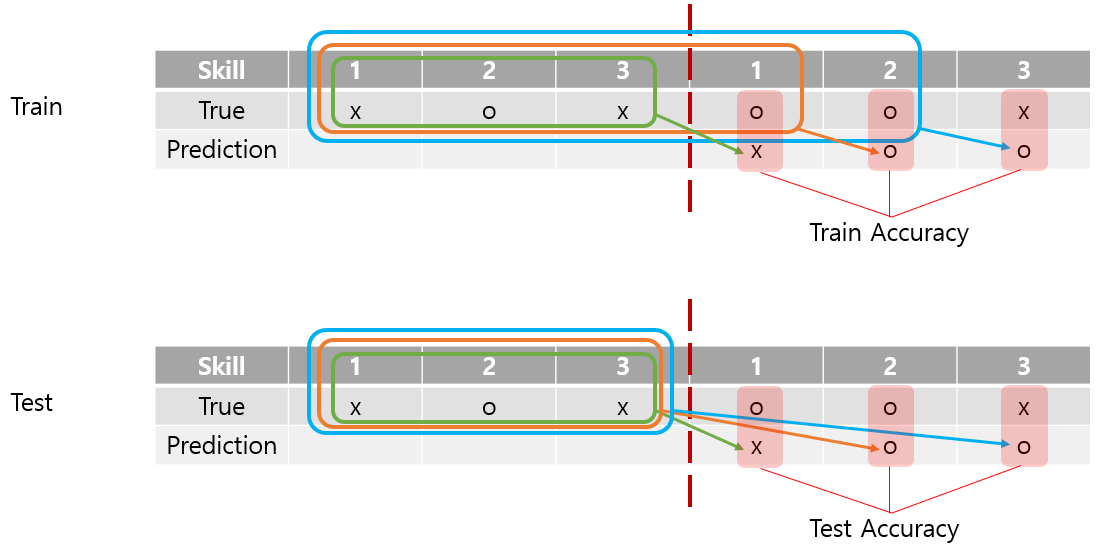 Skill 1 2 3 1 2 3
Train
True X O X O O X
Prediction X O O
Train Accuracy
Skill 1 2 3 1 2 3
Test
True X O X O O X
Prediction X O O
Test Accuracy